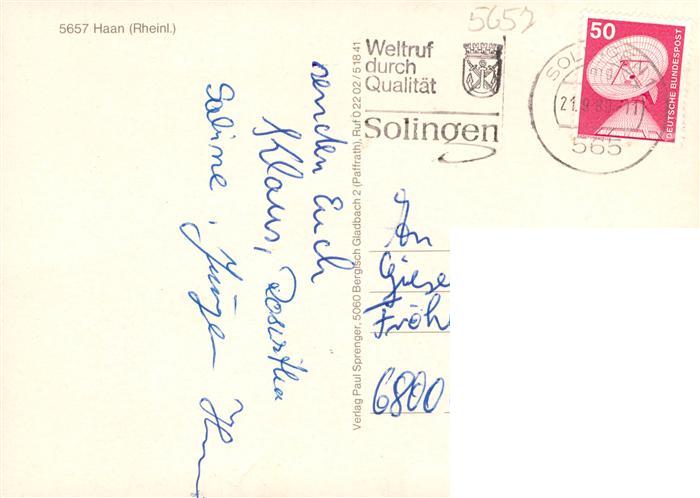 5657 Haan (Rheinl.)
5657
Weltruf
durch
Qualität
Solingen
50
DEUTSCHE BUNDESPOST
565
senden Euch
Klaus,
Sabine, Jürgen
Verlag Paul Sprenger, 5060 Bergisch Gladbach 2 (Paffrath), Ruf 0 22 02 / 5 18 41
An
6800